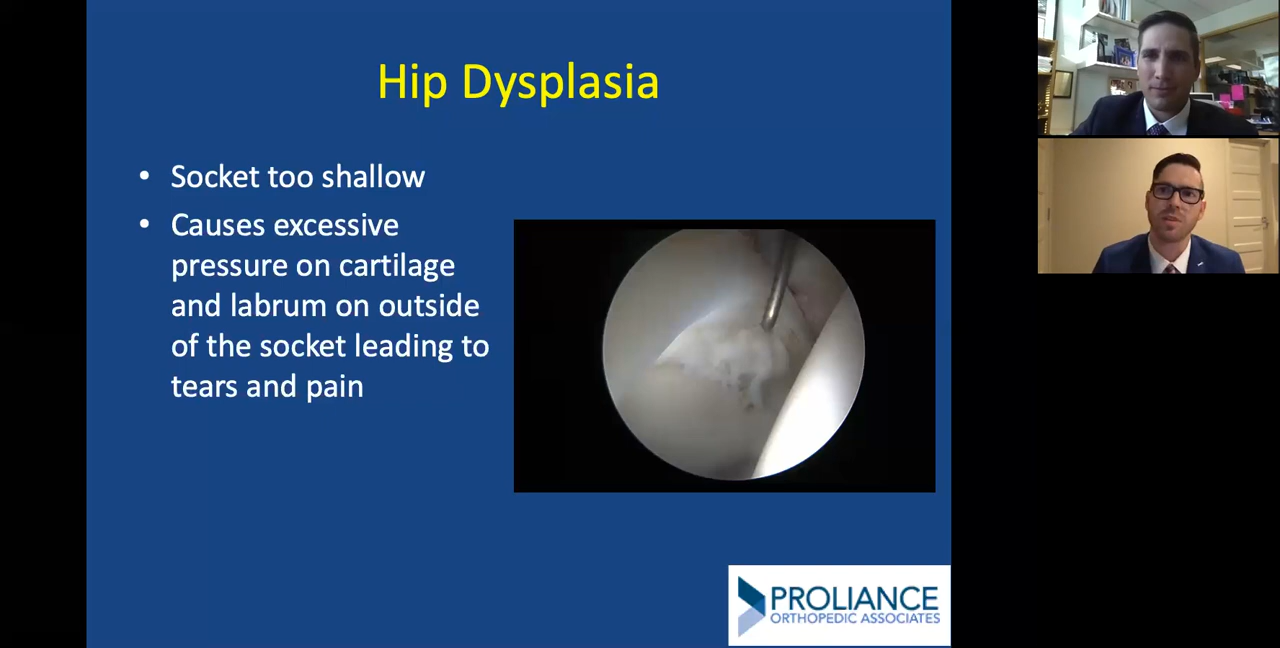 Hip Dysplasia
• Socket too shallow
• Causes excessive
pressure on cartilage
and labrum on outside
of the socket leading to
tears and pain
PROLIANCE
ORTHOPEDIC ASSOCIATES